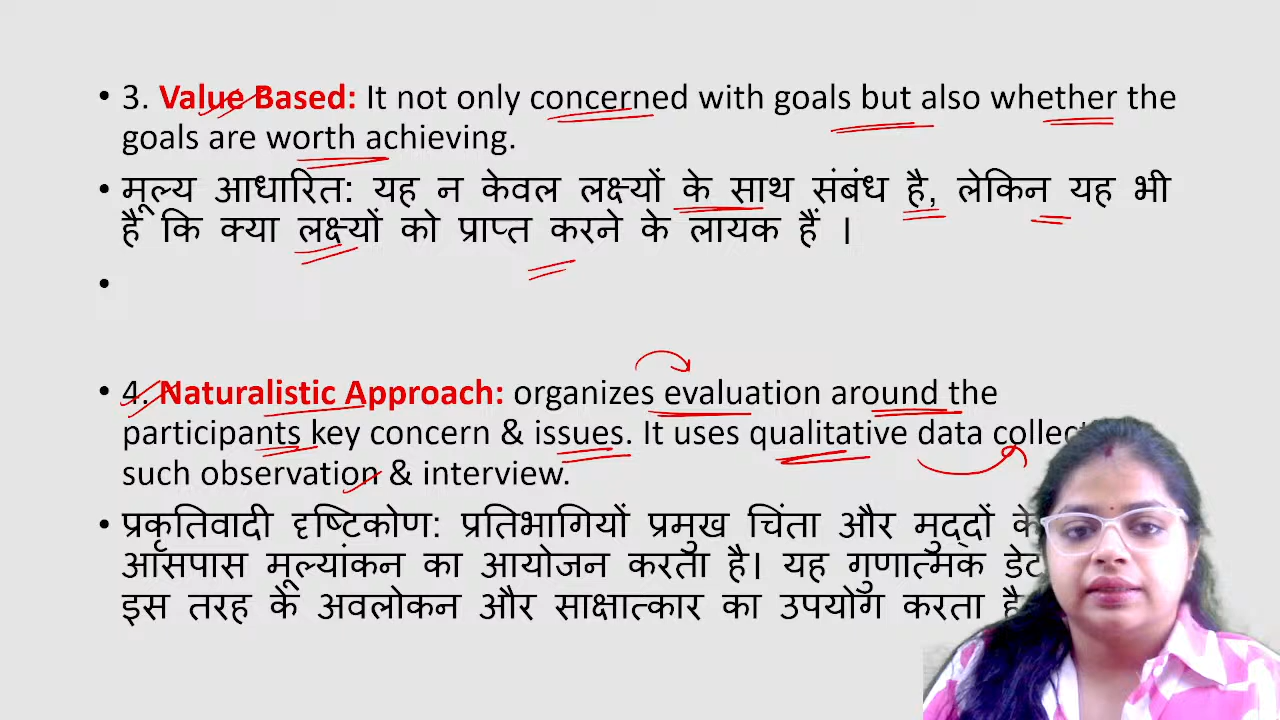 • 3. Value Based: It not only concerned with goals but also whether the
goals are worth achieving.
• मूल्य आधारित: यह न केवल लक्ष्यों के साथ संबंध है, लेकिन यह भी
है कि क्या लक्ष्यों को प्राप्त करने के लायक हैं ।
•
• 4. Naturalistic Approach: organizes evaluation around the
participants key concern & issues. It uses qualitative data
such observation & interview.
• प्रकृतिवादी दृष्टिकोण: प्रतिभागियों प्रमुख चिंता और मुद्दों के
आसपास मूल्यांकन का आयोजन करता है। यह गुणात्मक
इस तरह के अवलोकन और साक्षात्कार का उपयोग करता